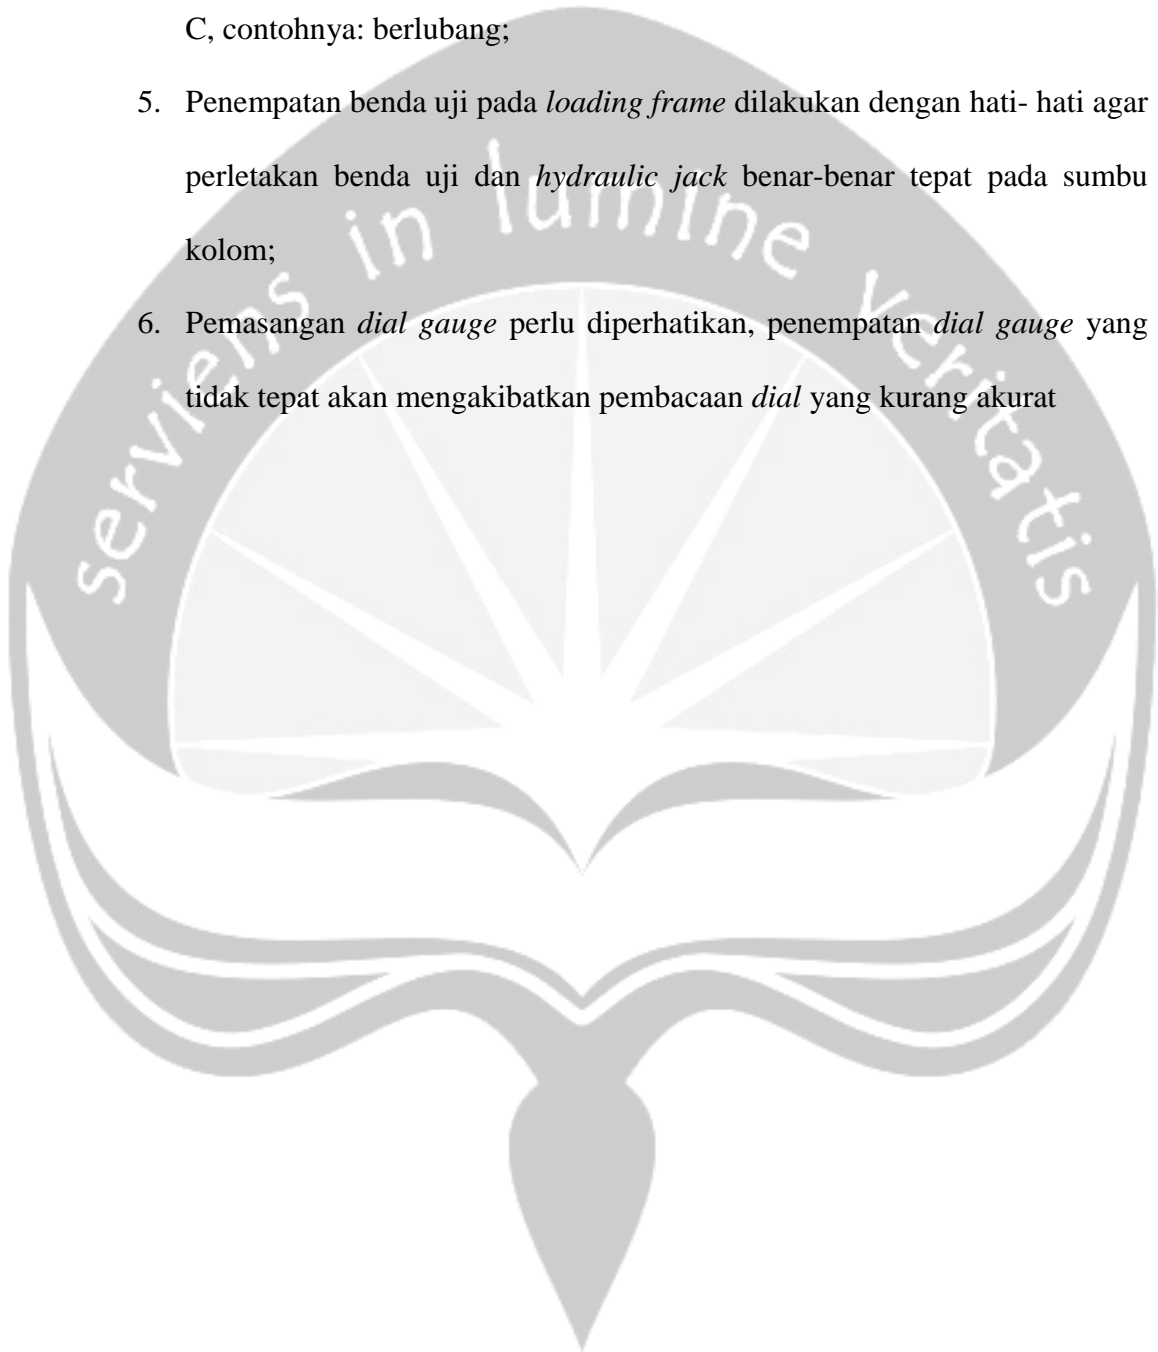 C, contohnya: berlubang;
5. Penempatan benda uji pada loading frame dilakukan dengan hati- hati agar
perletakan benda uji dan hydraulic jack benar-benar tepat pada sumbu
kolom;
6. Pemasangan dial gauge perlu diperhatikan, penempatan dial gauge yang
tidak tepat akan mengakibatkan pembacaan dial yang kurang akurat
serviens in lumine veritatis